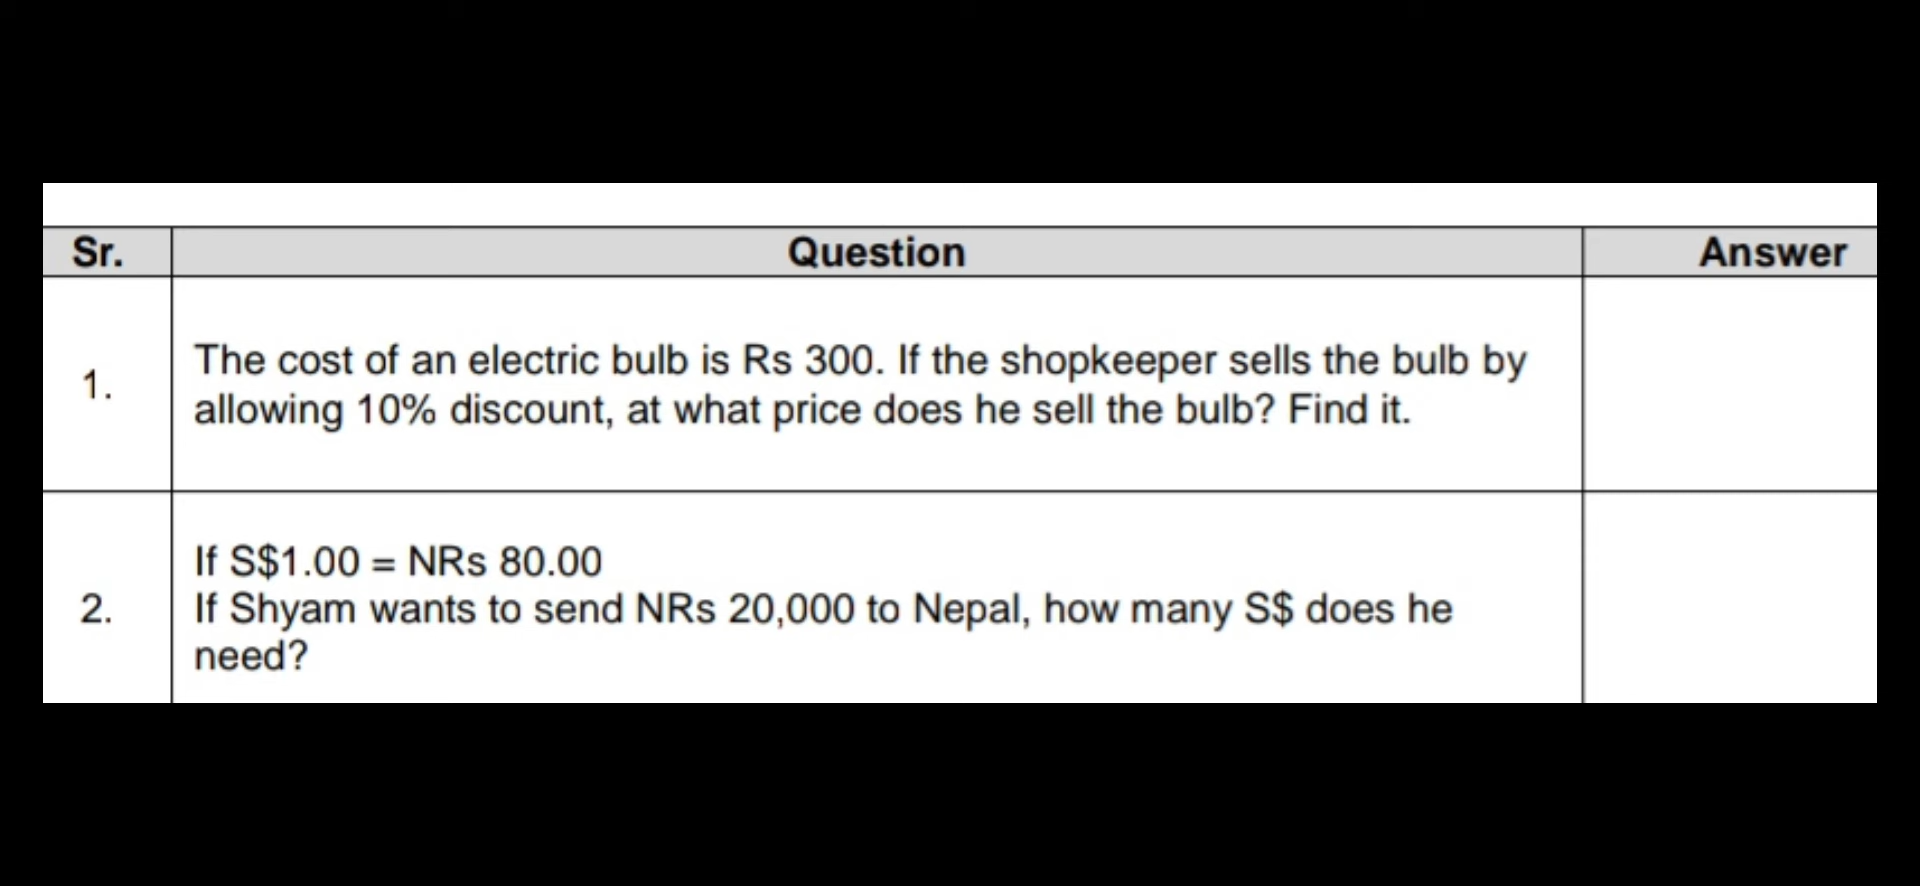 Sr. Question Answer
1. The cost of an electric bulb is Rs 300. If the shopkeeper sells the bulb by
allowing 10% discount, at what price does he sell the bulb? Find it.
If S$1.00 = NRs 80.00
2. If Shyam wants to send NRs 20,000 to Nepal, how many S$ does he
need?